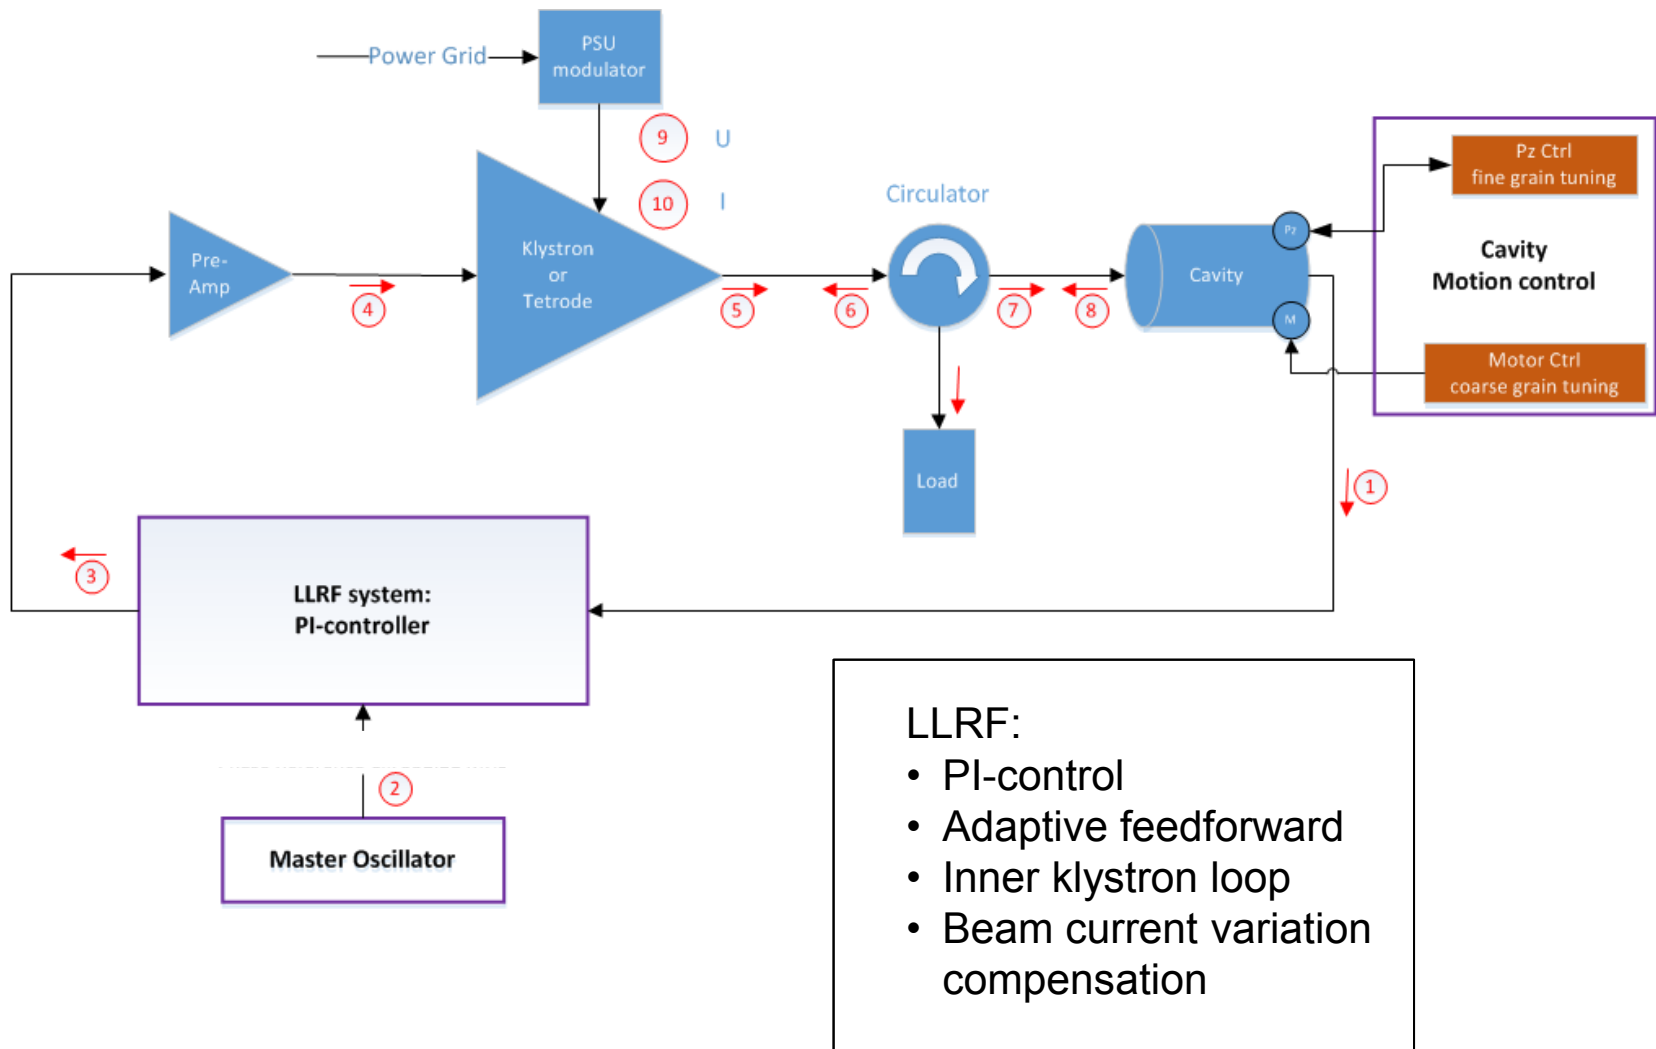 Power Grid
PSU
modulator
9 U
10 I
Pre-
Amp
4
Klystron
or
Tetrode
5
6
Circulator
7
8
Cavity
Pz
M
Pz Ctrl
fine grain tuning
Cavity
Motion control
Motor Ctrl
coarse grain tuning
Load
1
3
LLRF system:
PI-controller
2
Master Oscillator
LLRF:
• PI-control
• Adaptive feedforward
• Inner klystron loop
• Beam current variation
compensation